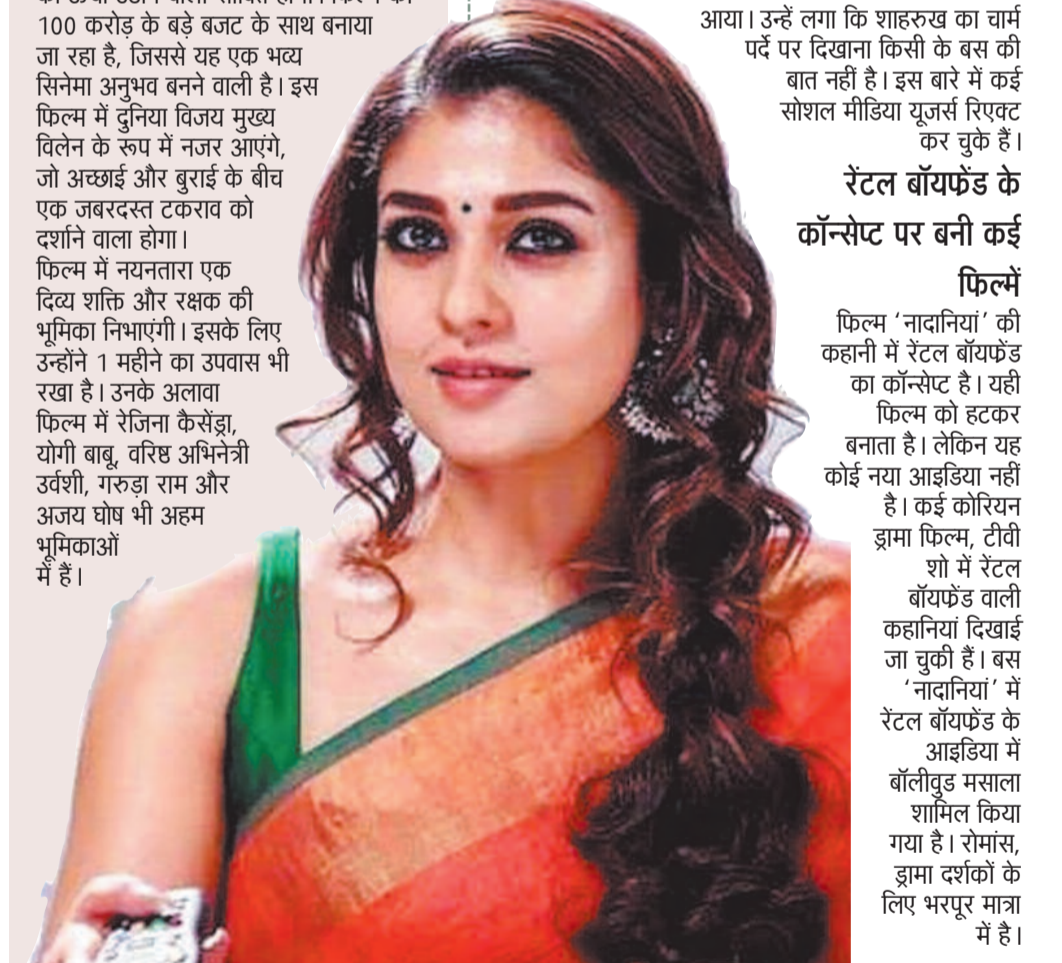 100 करोड़ के बड़े बजट के साथ बनाया
जा रहा है, जिससे यह एक भव्य
सिनेमा अनुभव बनने वाली है। इस
फिल्म में दुनिया विजय मुख्य
विलेन के रूप में नजर आएंगे,
जो अच्छाई और बुराई के बीच
एक जबरदस्त टकराव को
दर्शाने वाला होगा।
फिल्म में नयनतारा एक
दिव्य शक्ति और रक्षक की
भूमिका निभाएंगी। इसके लिए
उन्होंने 1 महीने का उपवास भी
रखा है। उनके अलावा
फिल्म में रेजिना कैसेंड्रा,
योगी बाबू, वरिष्ठ अभिनेत्री
उर्वशी, गरुड़ा राम और
अजय घोष भी अहम
भूमिकाओं
में हैं।
आया। उन्हें लगा कि शाहरुख का चार्म
पर्दे पर दिखाना किसी के बस की
बात नहीं है। इस बारे में कई
सोशल मीडिया यूजर्स रिएक्ट
कर चुके हैं।
रेंटल बॉयफ्रेंड के
कॉन्सेप्ट पर बनी कई
फिल्में
फिल्म ‘नादानियां’ की
कहानी में रेंटल बॉयफ्रेंड
का कॉन्सेप्ट है। यही
फिल्म को हटकर
बनाता है। लेकिन यह
कोई नया आइडिया नहीं
है। कई कोरियन
ड्रामा फिल्म, टीवी
शो में रेंटल
बॉयफ्रेंड वाली
कहानियां दिखाई
जा चुकी हैं। बस
‘नादानियां’ में
रेंटल बॉयफ्रेंड के
आइडिया में
बॉलीवुड मसाला
शामिल किया
गया है। रोमांस,
ड्रामा दर्शकों के
लिए भरपूर मात्रा
में है।